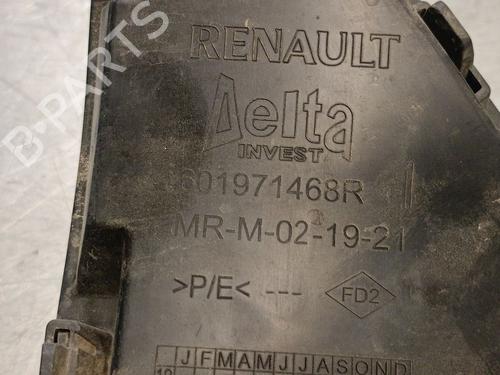 B-PARTS
RENAULT
Delta
INVEST
601971468R
MR-M-02-19-21
>P/E< ---
FD2
J F M A M J J A S O N D